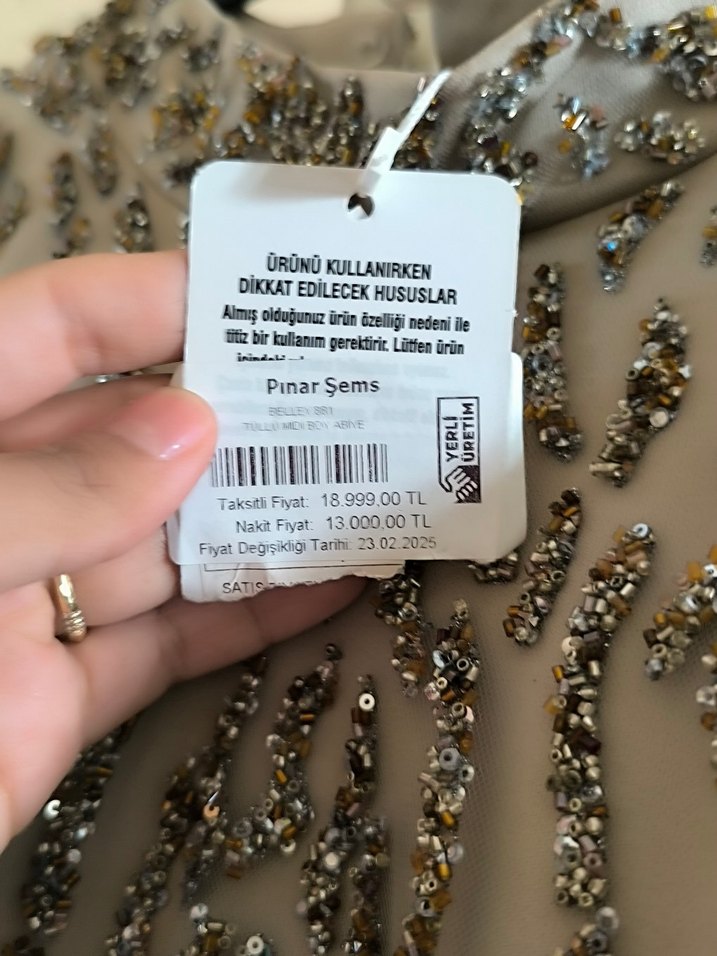 ÜRÜNÜ KULLANIRKEN
DİKKAT EDİLECEK HUSUSLAR
Almış olduğunuz ürün özelliği nedeni ile
titiz bir kullanım gerektirir. Lütfen ürün
Pınar Şems
BELLEX 881
TÜLLÜ MİDİ BOY ABİYE
YERLİ
ÜRETİM
Taksitli Fiyat: 18.999,00 TL
Nakit Fiyat: 13.000,00 TL
Fiyat Değişikliği Tarihi: 23.02.2025